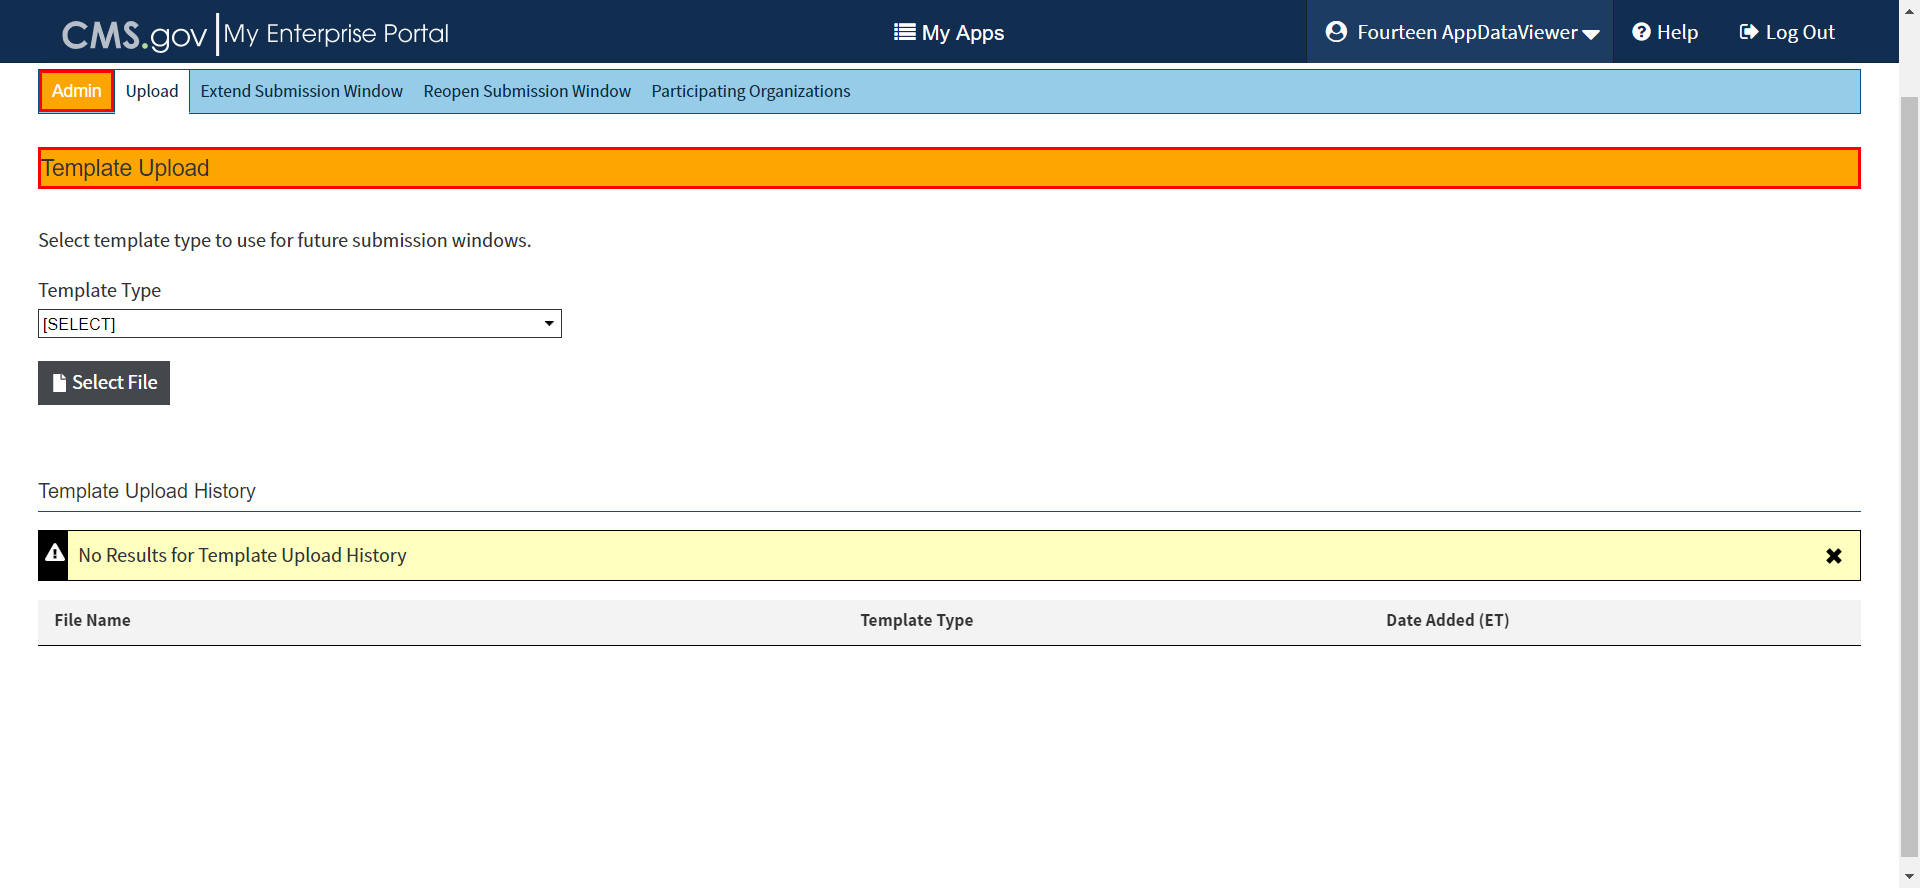 CMS.gov My Enterprise Portal
My Apps
Fourteen AppDataViewer
Help
Log Out
Admin
Upload
Extend Submission Window
Reopen Submission Window
Participating Organizations
Template Upload
Select template type to use for future submission windows.
Template Type
[SELECT]
Select File
Template Upload History
No Results for Template Upload History
File Name
Template Type
Date Added (ET)